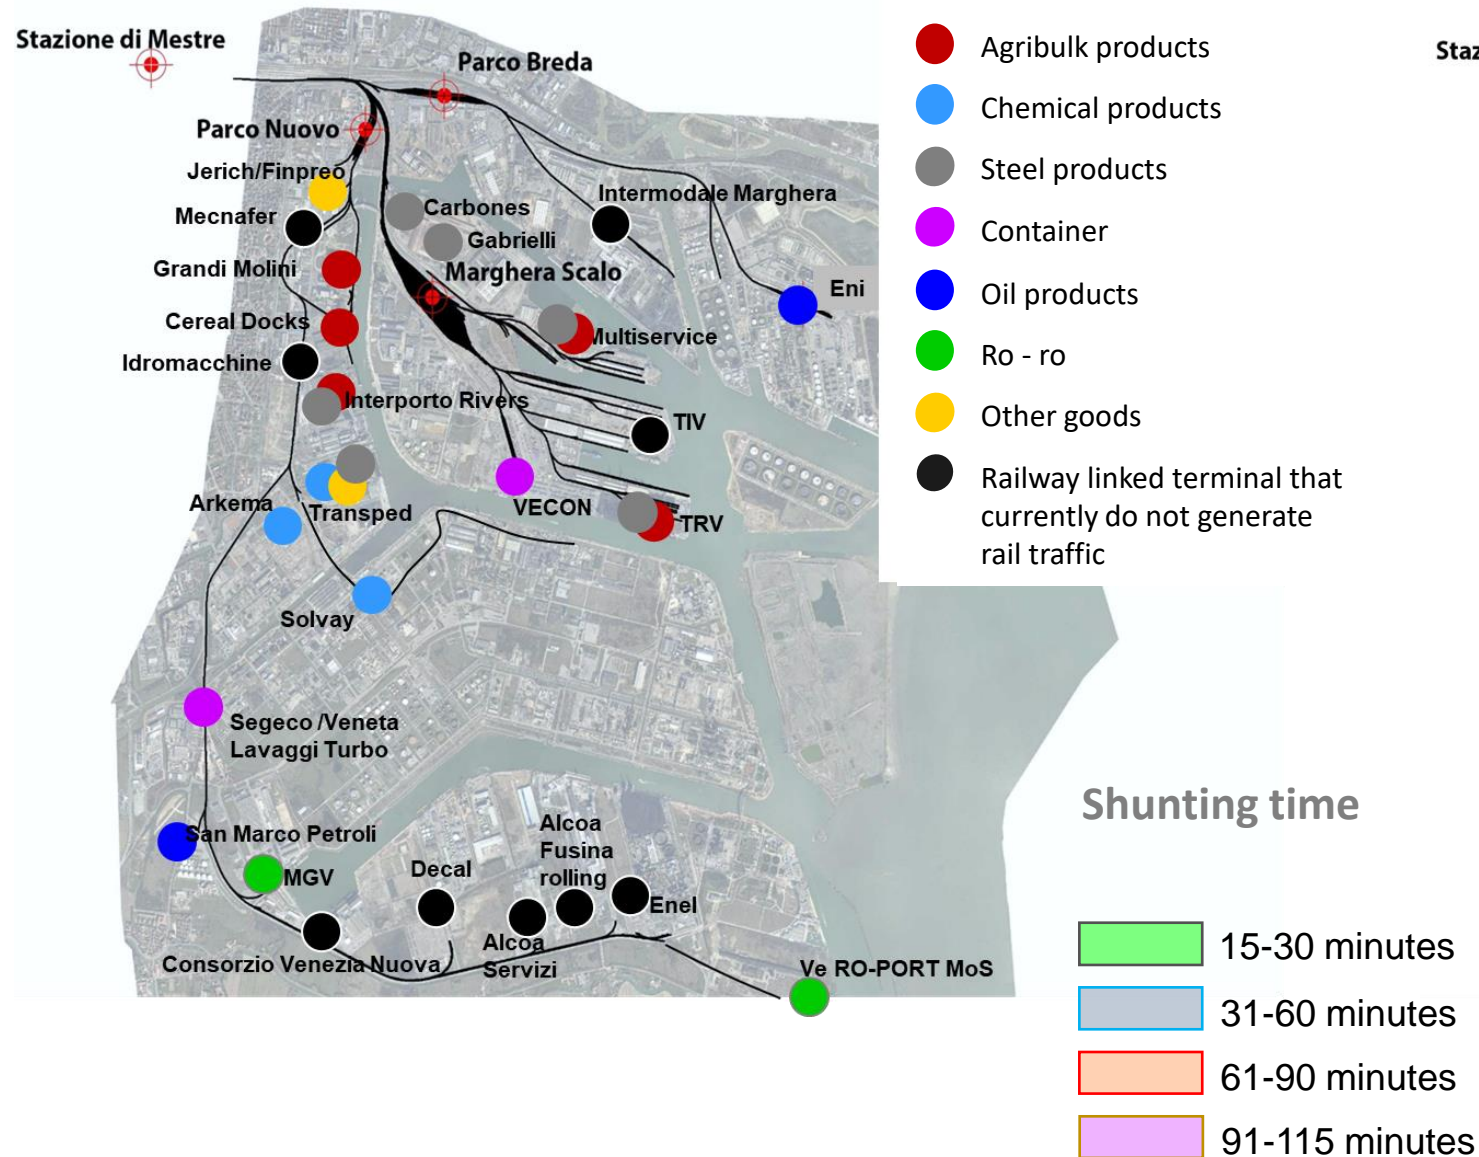 Stazione di Mestre
Parco Breda
Parco Nuovo
Jerich/Finpreo
Mecnafer
Carbones
Intermodale Marghera
Gabrielli
Grandi Molini
Marghera Scalo
Eni
Cereal Docks
Multiservice
Idromacchine
Interporto Rivers
TIV
Arkema
Transped
VECON
TRV
Solvay
Segeco /Veneta
Lavaggi Turbo
San Marco Petroli
MGV
Decal
Alcoa
Fusina
rolling
Enel
Alcoa
Servizi
Consorzio Venezia Nuova
Ve RO-PORT MoS
Agribulk products
Chemical products
Steel products
Container
Oil products
Ro - ro
Other goods
Railway linked terminal that
currently do not generate
rail traffic
Staz
Shunting time
15-30 minutes
31-60 minutes
61-90 minutes
91-115 minutes